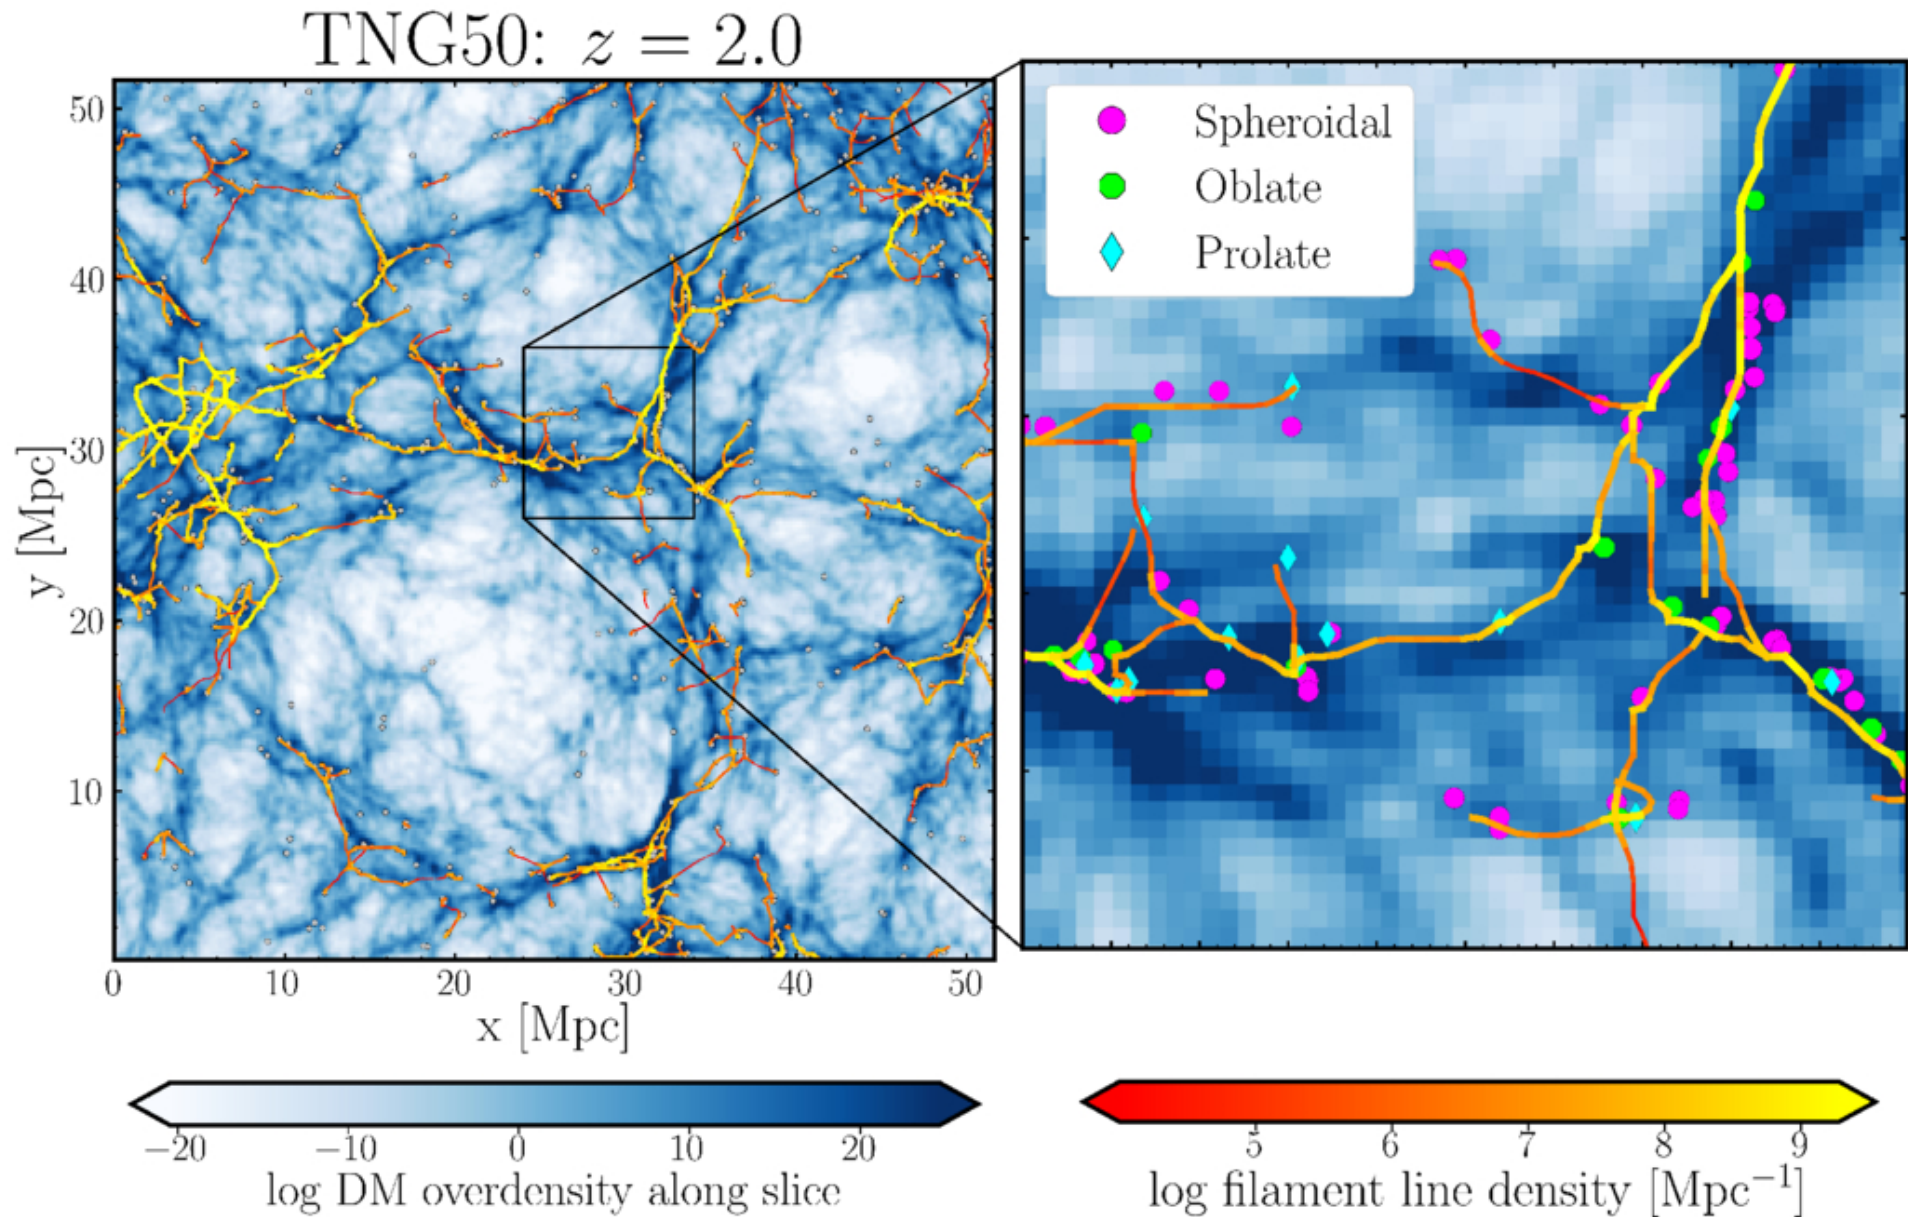 TNG50: z = 2.0
50
40
30
20
10
y [Mpc]
0 10 20 30 40 50
x [Mpc]
Spheroidal
Oblate
Prolate
−20 −10 0 10 20
log DM overdensity along slice
5 6 7 8 9
log filament line density [Mpc⁻¹]